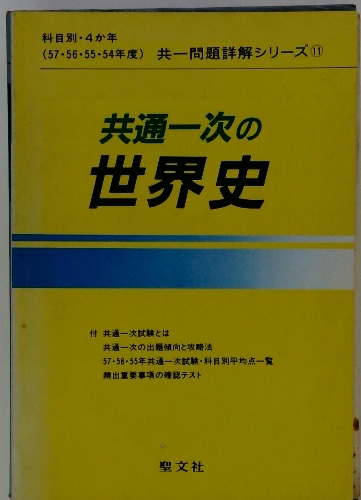 科目別・4か年
(57・56・55・54年度) 共一問題詳解シリーズ⑪
共通一次の
世界史
付 共通一次試験とは
共通一次の出題傾向と攻略法
57・56・55年共通一次試験・科目別平均点一覧
頻出重要事項の確認テスト
聖文社